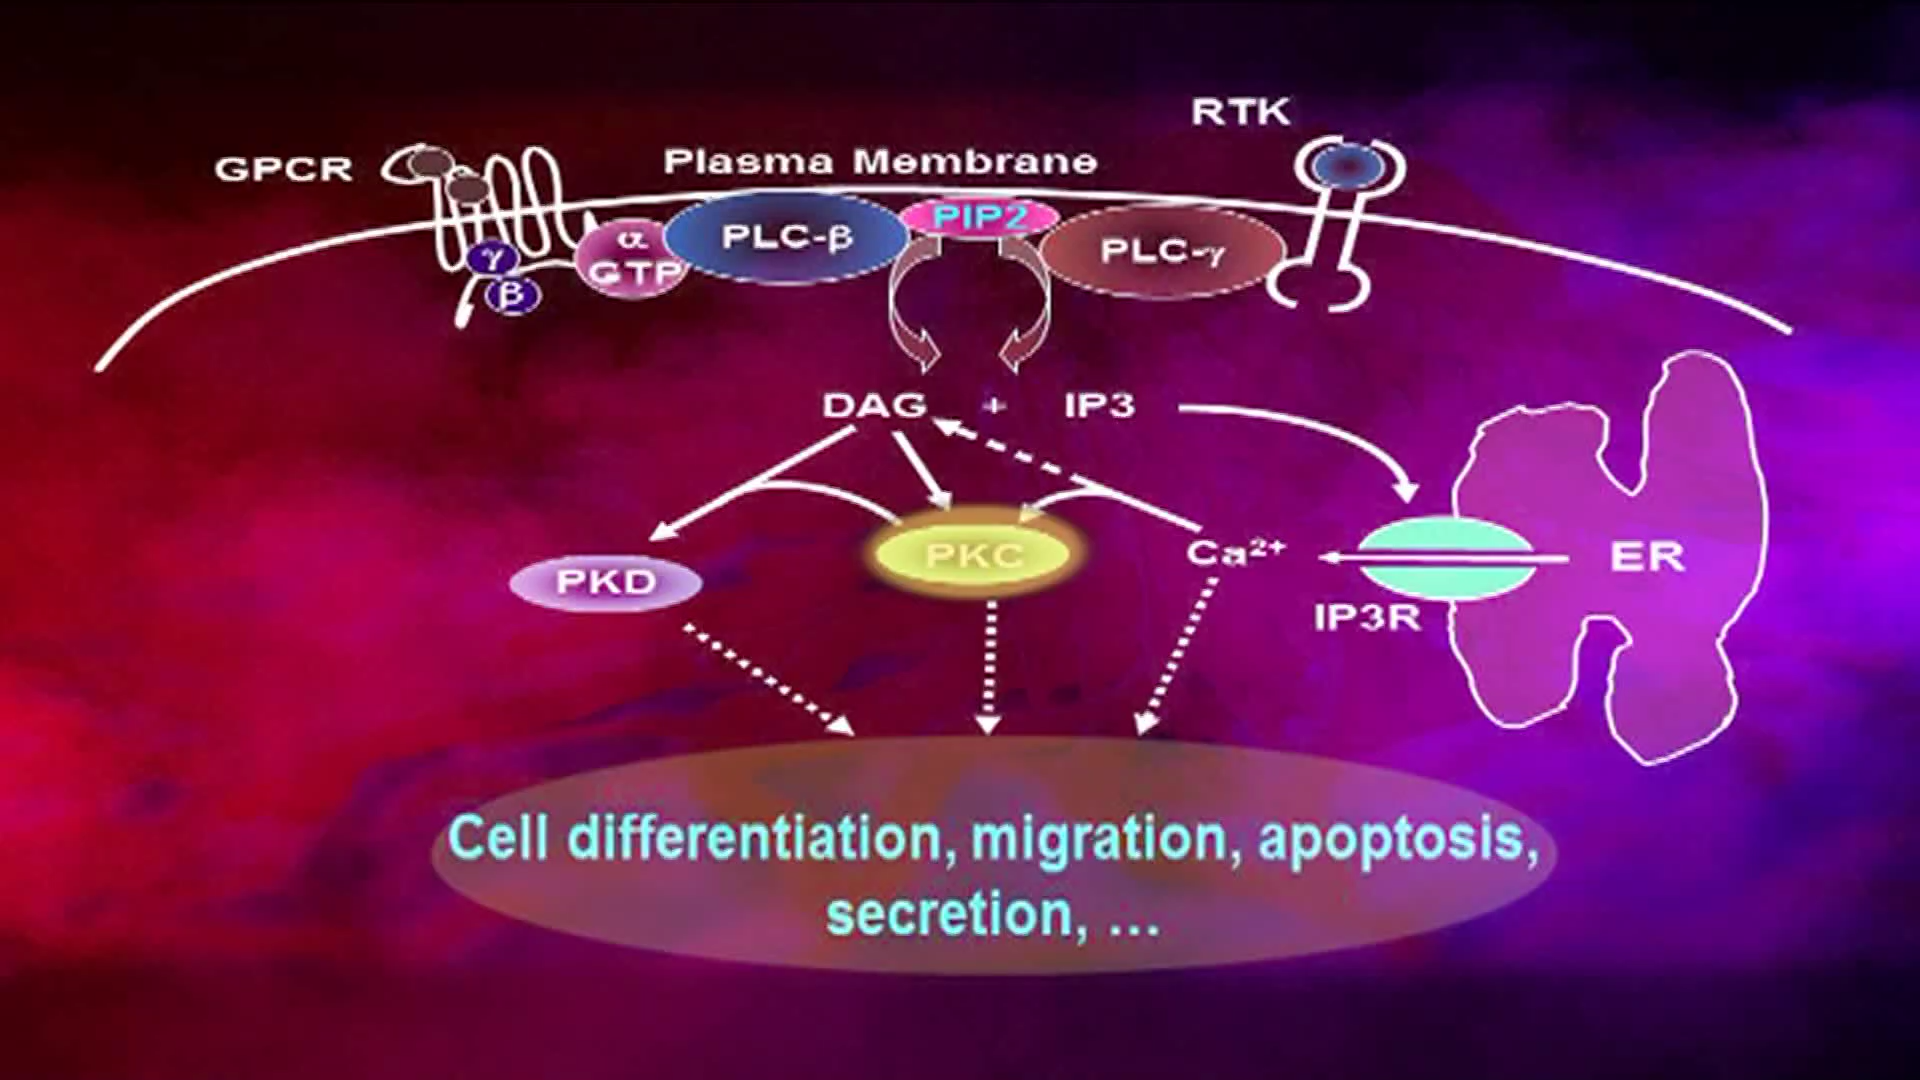 RTK
GPCR
Plasma Membrane
α
GTP
PLC-β
PIP2
PLC-γ
γ
β
DAG + IP3
PKD
PKC
Ca²⁺
ER
IP3R
Cell differentiation, migration, apoptosis,
secretion, ...